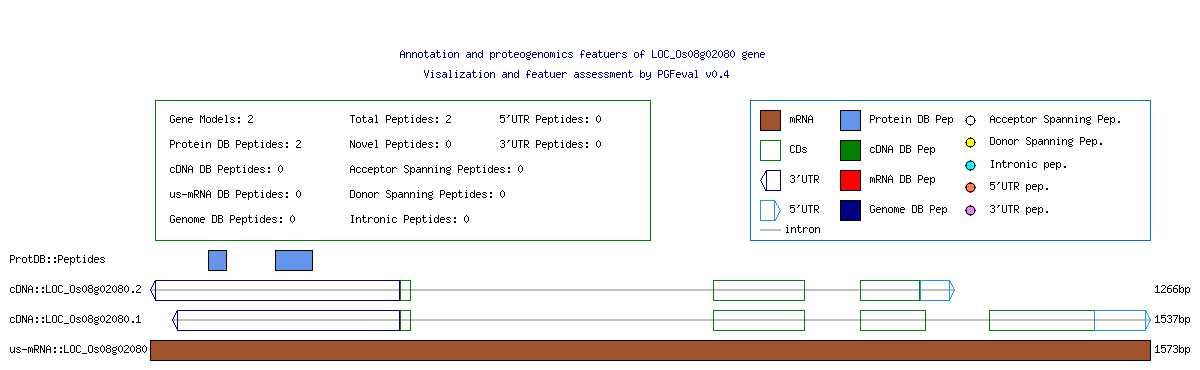 Annotation and proteogenomics featuers of LOC_Os08g02080 gene
Visalization and featuer assessment by PGFeval v0.4
Gene Models: 2 Total Peptides: 2 5'UTR Peptides: 0
Protein DB Peptides: 2 Novel Peptides: 0 3'UTR Peptides: 0
cDNA DB Peptides: 0 Acceptor Spanning Peptides: 0
us-mRNA DB Peptides: 0 Donor Spanning Peptides: 0
Genome DB Peptides: 0 Intronic Peptides: 0
mRNA Protein DB Pep Acceptor Spanning Pep.
CDs cDNA DB Pep Donor Spanning Pep.
3'UTR mRNA DB Pep Intronic pep.
5'UTR Genome DB Pep 5'UTR pep.
intron 3'UTR pep.
ProtDB::Peptides
cDNA::LOC_Os08g02080.2 1266bp
cDNA::LOC_Os08g02080.1 1537bp
us-mRNA::LOC_Os08g02080 1573bp